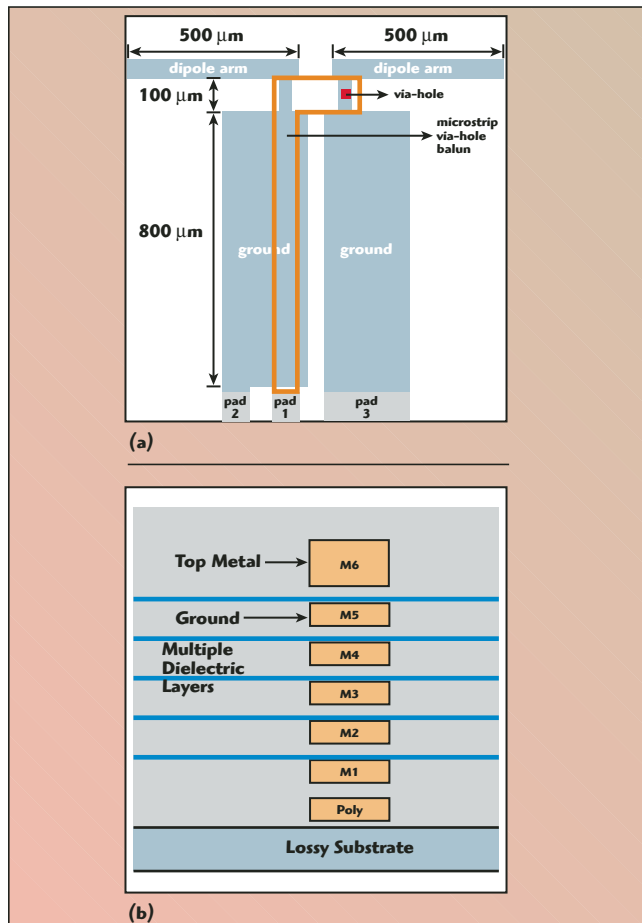 500 μm
500 μm
dipole arm
dipole arm
100 μm
via-hole
microstrip
via-hole
balun
800 μm
ground
ground
pad
2
pad
1
pad
3
(a)
Top Metal
M6
Ground
M5
Multiple
Dielectric
Layers
M4
M3
M2
M1
Poly
Lossy Substrate
(b)